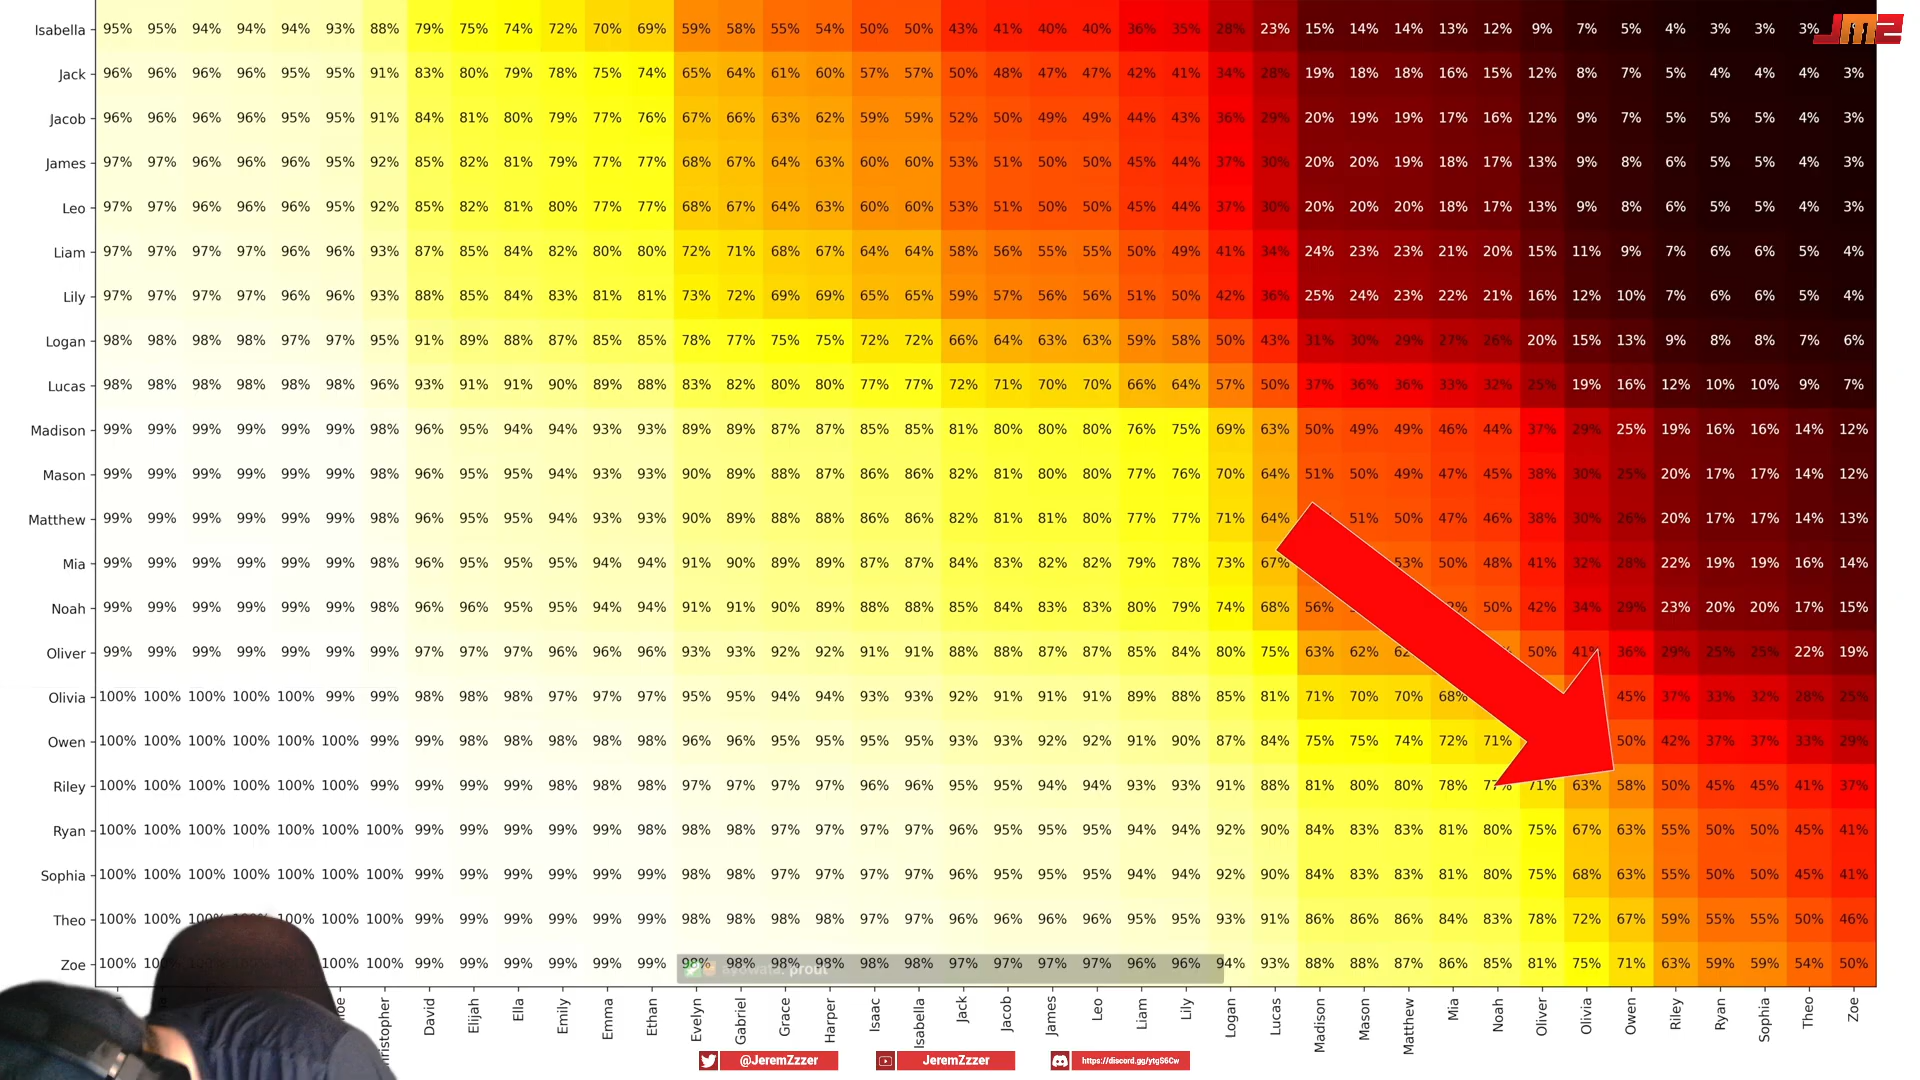 JM2
Isabella 95% 95% 94% 94% 94% 93% 88% 79% 75% 74% 72% 70% 69% 59% 58% 55% 54% 50% 50% 43% 41% 40% 40% 36% 35% 28% 23% 15% 14% 14% 13% 12% 9% 7% 5% 4% 3% 3% 3%
Jack 96% 96% 96% 96% 95% 95% 91% 83% 80% 79% 78% 75% 74% 65% 64% 61% 60% 57% 57% 50% 48% 47% 47% 42% 41% 34% 28% 19% 18% 18% 16% 15% 12% 8% 7% 5% 4% 4% 4% 3%
Jacob 96% 96% 96% 96% 95% 95% 91% 84% 81% 80% 79% 77% 76% 67% 66% 63% 62% 59% 59% 52% 50% 49% 49% 44% 43% 36% 29% 20% 19% 19% 17% 16% 12% 9% 7% 5% 5% 5% 4% 3%
James 97% 97% 96% 96% 96% 95% 92% 85% 82% 81% 79% 77% 77% 68% 67% 64% 63% 60% 60% 53% 51% 50% 50% 45% 44% 37% 30% 20% 20% 19% 18% 17% 13% 9% 8% 6% 5% 5% 4% 3%
Leo 97% 97% 96% 96% 96% 95% 92% 85% 82% 81% 80% 77% 77% 68% 67% 64% 63% 60% 60% 53% 51% 50% 50% 45% 44% 37% 30% 20% 20% 20% 18% 17% 13% 9% 8% 6% 5% 5% 4% 3%
Liam 97% 97% 97% 97% 96% 96% 93% 87% 85% 84% 82% 80% 80% 72% 71% 68% 67% 64% 64% 58% 56% 55% 55% 50% 49% 41% 34% 24% 23% 23% 21% 20% 15% 11% 9% 7% 6% 6% 5% 4%
Lily 97% 97% 97% 97% 96% 96% 93% 88% 85% 84% 83% 81% 81% 73% 72% 69% 69% 65% 65% 59% 57% 56% 56% 51% 50% 42% 36% 25% 24% 23% 22% 21% 16% 12% 10% 7% 6% 6% 5% 4%
Logan 98% 98% 98% 98% 97% 97% 95% 91% 89% 88% 87% 85% 85% 78% 77% 75% 75% 72% 72% 66% 64% 63% 63% 59% 58% 50% 43% 31% 30% 29% 27% 26% 20% 15% 13% 9% 8% 8% 7% 6%
Lucas 98% 98% 98% 98% 98% 98% 96% 93% 91% 91% 90% 89% 88% 83% 82% 80% 80% 77% 77% 72% 71% 70% 70% 66% 64% 57% 50% 37% 36% 36% 33% 32% 25% 19% 16% 12% 10% 10% 9% 7%
Madison 99% 99% 99% 99% 99% 99% 98% 96% 95% 94% 94% 93% 93% 89% 89% 87% 87% 85% 85% 81% 80% 80% 80% 76% 75% 69% 63% 50% 49% 49% 46% 44% 37% 29% 25% 19% 16% 16% 14% 12%
Mason 99% 99% 99% 99% 99% 99% 98% 96% 95% 95% 94% 93% 93% 90% 89% 88% 87% 86% 86% 82% 81% 80% 80% 77% 76% 70% 64% 51% 50% 49% 47% 45% 38% 30% 25% 20% 17% 17% 14% 12%
Matthew 99% 99% 99% 99% 99% 99% 98% 96% 95% 95% 94% 93% 93% 90% 89% 88% 88% 86% 86% 82% 81% 81% 80% 77% 77% 71% 64% 51% 50% 47% 46% 38% 30% 26% 20% 17% 17% 14% 13%
Mia 99% 99% 99% 99% 99% 99% 98% 96% 95% 95% 95% 94% 94% 91% 90% 89% 89% 87% 87% 84% 83% 82% 82% 79% 78% 73% 67% 53% 50% 48% 41% 32% 28% 22% 19% 19% 16% 14%
Noah 99% 99% 99% 99% 99% 99% 98% 96% 96% 95% 95% 94% 94% 91% 91% 90% 89% 88% 88% 85% 84% 83% 83% 80% 79% 74% 68% 56% 50% 42% 34% 29% 23% 20% 20% 17% 15%
Oliver 99% 99% 99% 99% 99% 99% 99% 97% 97% 97% 96% 96% 96% 93% 93% 92% 92% 91% 91% 88% 88% 87% 87% 85% 84% 80% 75% 63% 62% 50% 41% 36% 29% 25% 25% 22% 19%
Olivia 100% 100% 100% 100% 100% 99% 99% 98% 98% 98% 97% 97% 97% 95% 95% 94% 94% 93% 93% 92% 91% 91% 91% 89% 88% 85% 81% 71% 70% 70% 68% 45% 37% 33% 32% 28% 25%
Owen 100% 100% 100% 100% 100% 100% 99% 99% 98% 98% 98% 98% 98% 96% 96% 95% 95% 95% 95% 93% 93% 92% 92% 91% 90% 87% 84% 75% 75% 74% 72% 71% 50% 42% 37% 37% 33% 29%
Riley 100% 100% 100% 100% 100% 100% 99% 99% 99% 99% 98% 98% 98% 97% 97% 97% 97% 96% 96% 95% 95% 94% 94% 93% 93% 91% 88% 81% 80% 80% 78% 77% 71% 63% 58% 50% 45% 45% 41% 37%
Ryan 100% 100% 100% 100% 100% 100% 100% 99% 99% 99% 99% 99% 98% 98% 98% 97% 97% 97% 97% 96% 95% 95% 95% 94% 94% 92% 90% 84% 83% 83% 81% 80% 75% 67% 63% 55% 50% 50% 45% 41%
Sophia 100% 100% 100% 100% 100% 100% 100% 99% 99% 99% 99% 99% 99% 98% 98% 97% 97% 97% 97% 96% 95% 95% 95% 94% 94% 92% 90% 84% 83% 83% 81% 80% 75% 68% 63% 55% 50% 50% 45% 41%
Theo 100% 100% 100% 100% 100% 100% 99% 99% 99% 99% 99% 99% 98% 98% 98% 98% 97% 97% 96% 96% 96% 96% 95% 95% 93% 91% 86% 86% 86% 84% 83% 78% 72% 67% 59% 55% 55% 50% 46%
Zoe 100% 100% 100% 99% 99% 99% 99% 99% 99% 98% 98% 98% 98% 98% 98% 97% 97% 97% 97% 96% 96% 94% 93% 88% 88% 87% 86% 85% 81% 75% 71% 63% 59% 59% 54% 50%
prout
David Elijah Ella Emily Emma Ethan Evelyn Gabriel Grace Harper Isaac Isabella Jack Jacob James Leo Liam Lily Logan Lucas Madison Mason Matthew Mia Noah Oliver Olivia Owen Riley Ryan Sophia Theo Zoe
@JeremZzzer JeremZzzer https://discord.gg/ytgS6Cw